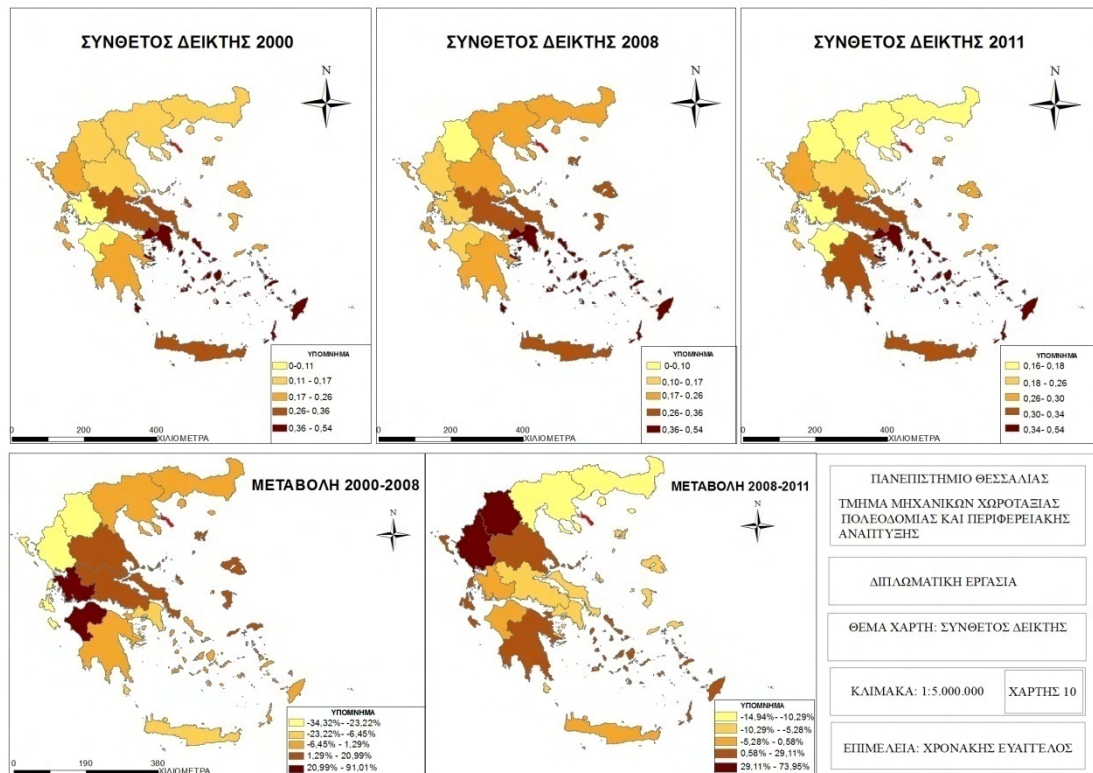 ΣΥΝΘΕΤΟΣ ΔΕΙΚΤΗΣ 2000
N
ΥΠΟΜΝΗΜΑ
0-0,11
0,11 - 0,17
0,17 - 0,26
0,26 - 0,36
0,36 - 0,54
0 200 400
ΧΙΛΙΟΜΕΤΡΑ
ΣΥΝΘΕΤΟΣ ΔΕΙΚΤΗΣ 2008
N
ΥΠΟΜΝΗΜΑ
0-0,10
0,10- 0,17
0,17- 0,26
0,26- 0,36
0,36- 0,54
0 200 400
ΧΙΛΙΟΜΕΤΡΑ
ΣΥΝΘΕΤΟΣ ΔΕΙΚΤΗΣ 2011
N
ΥΠΟΜΝΗΜΑ
0,16- 0,18
0,18 - 0,26
0,26- 0,30
0,30- 0,34
0,34- 0,54
0 200 400
ΧΙΛΙΟΜΕΤΡΑ
ΜΕΤΑΒΟΛΗ 2000-2008
N
ΥΠΟΜΝΗΜΑ
-34,32% - -23,22%
-23,22% - -6,45%
-6,45% - 1,29%
1,29% - 20,99%
20,99% - 91,01%
0 190 380
ΧΙΛΙΟΜΕΤΡΑ
ΜΕΤΑΒΟΛΗ 2008-2011
N
ΥΠΟΜΝΗΜΑ
-14,94% - -10,29%
-10,29% - -5,28%
-5,28% - 0,58%
0,58% - 29,11%
29,11% - 73,95%
0 200 400
ΧΙΛΙΟΜΕΤΡΑ
ΠΑΝΕΠΙΣΤΗΜΙΟ ΘΕΣΣΑΛΙΑΣ
ΤΜΗΜΑ ΜΗΧΑΝΙΚΩΝ ΧΩΡΟΤΑΞΙΑΣ
ΠΟΛΕΟΔΟΜΙΑΣ ΚΑΙ ΠΕΡΙΦΕΡΕΙΑΚΗΣ
ΑΝΑΠΤΥΞΗΣ
ΔΙΠΛΩΜΑΤΙΚΗ ΕΡΓΑΣΙΑ
ΘΕΜΑ ΧΑΡΤΗ: ΣΥΝΘΕΤΟΣ ΔΕΙΚΤΗΣ
ΚΛΙΜΑΚΑ: 1:5.000.000
ΧΑΡΤΗΣ 10
ΕΠΙΜΕΛΕΙΑ: ΧΡΟΝΑΚΗΣ ΕΥΑΓΓΕΛΟΣ